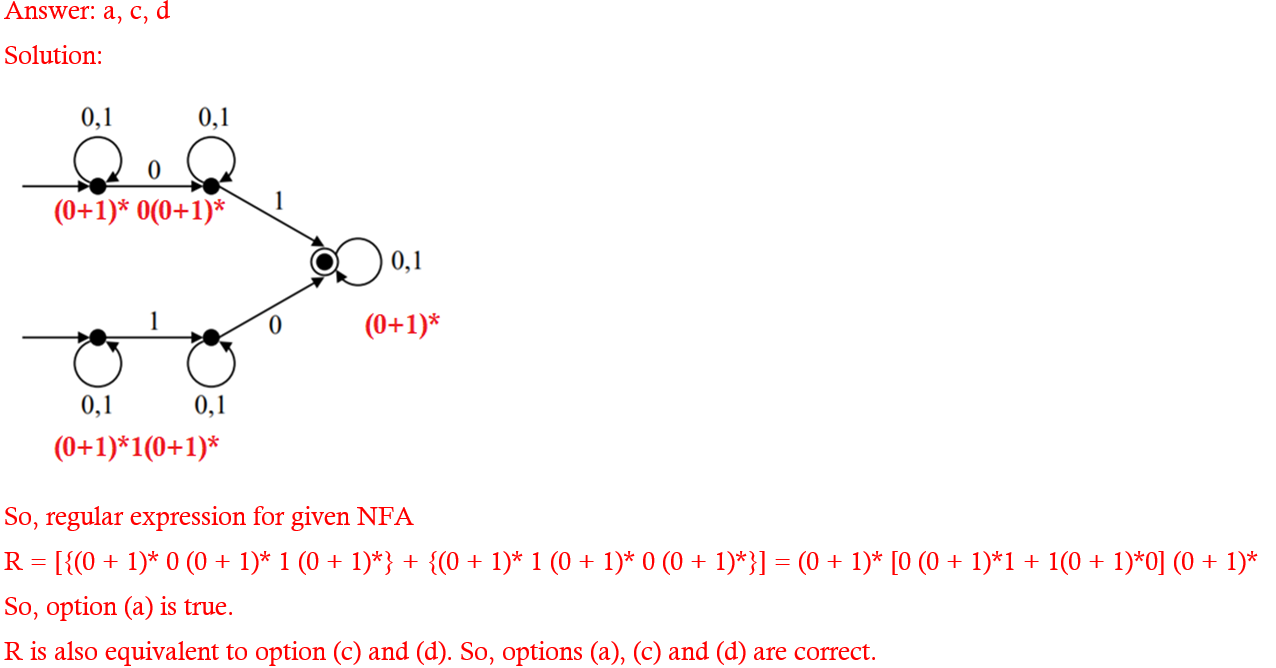 Answer: a, c, d
Solution:
0,1 0,1
0
(0+1)* 0(0+1)*
1
0,1
1
0
(0+1)*
0,1 0,1
(0+1)*1(0+1)*
So, regular expression for given NFA
R = [{(0 + 1)* 0 (0 + 1)* 1 (0 + 1)*} + {(0 + 1)* 1 (0 + 1)* 0 (0 + 1)*}] = (0 + 1)* [0 (0 + 1)*1 + 1(0 + 1)*0] (0 + 1)*
So, option (a) is true.
R is also equivalent to option (c) and (d). So, options (a), (c) and (d) are correct.